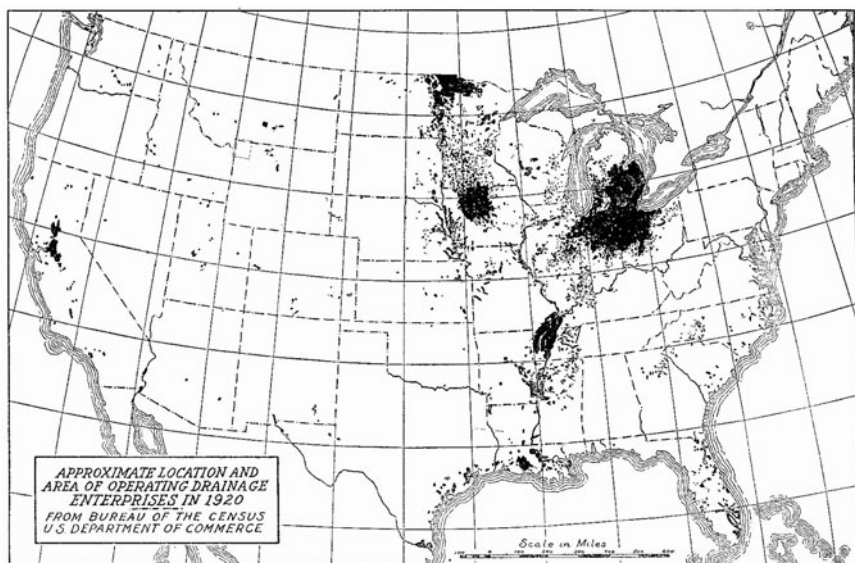 APPROXIMATE LOCATION AND
AREA OF OPERATING DRAINAGE
ENTERPRISES IN 1920
FROM BUREAU OF THE CENSUS
U.S. DEPARTMENT OF COMMERCE
Scale in Miles